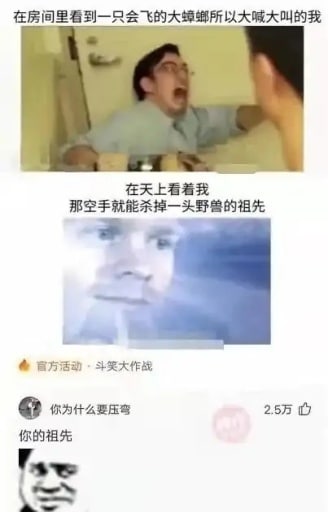 在房间里看到一只会飞的大蟑螂所以大喊大叫的我
在天上看着我
那空手就能杀掉一头野兽的祖先
官方活动 · 斗笑大作战
你为什么要压弯
2.5万
你的祖先